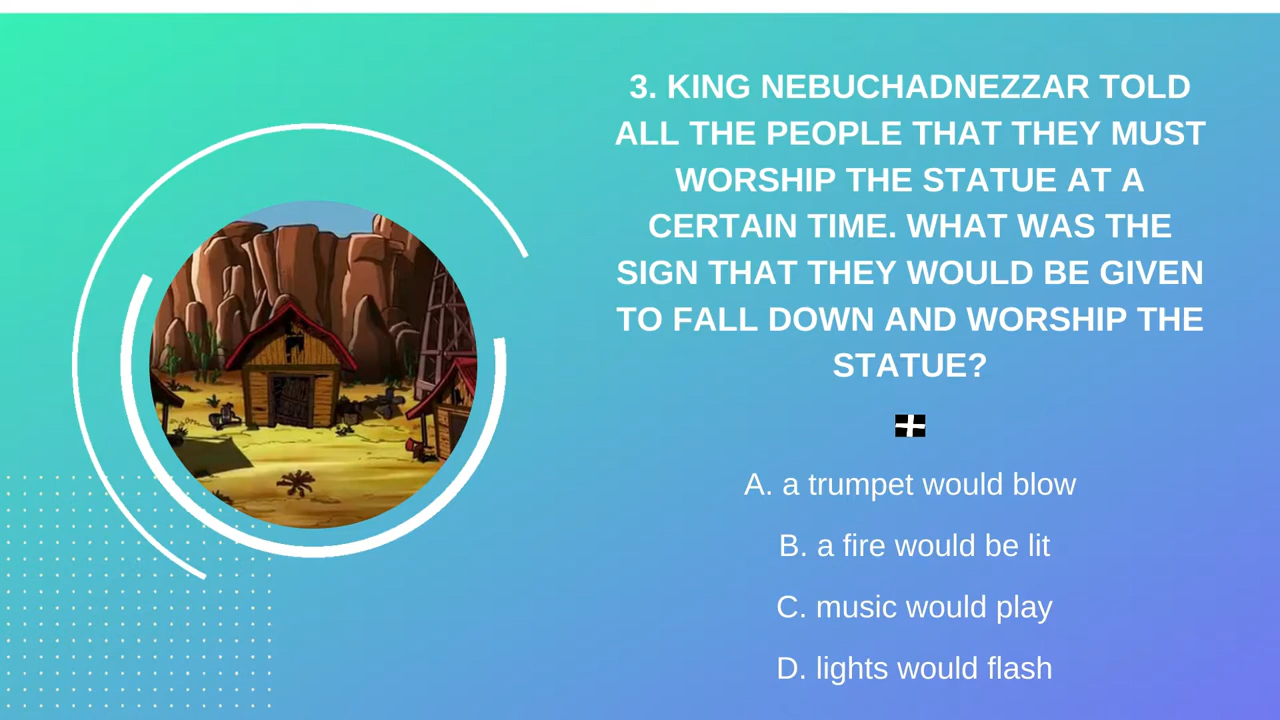 3. KING NEBUCHADNEZZAR TOLD
ALL THE PEOPLE THAT THEY MUST
WORSHIP THE STATUE AT A
CERTAIN TIME. WHAT WAS THE
SIGN THAT THEY WOULD BE GIVEN
TO FALL DOWN AND WORSHIP THE
STATUE?
A. a trumpet would blow
B. a fire would be lit
C. music would play
D. lights would flash